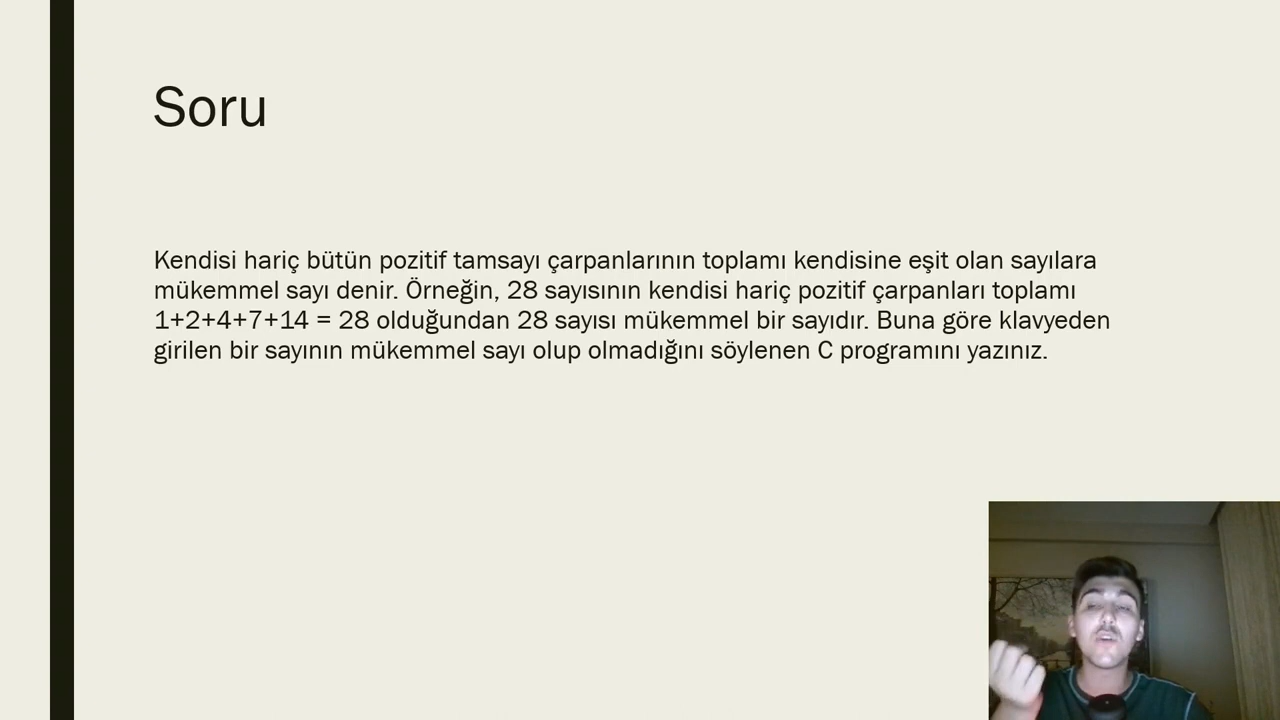 Soru
Kendisi hariç bütün pozitif tamsayı çarpanlarının toplamı kendisine eşit olan sayılara
mükemmel sayı denir. Örneğin, 28 sayısının kendisi hariç pozitif çarpanları toplamı
1+2+4+7+14 = 28 olduğundan 28 sayısı mükemmel bir sayıdır. Buna göre klavyeden
girilen bir sayının mükemmel sayı olup olmadığını söylenen C programını yazınız.